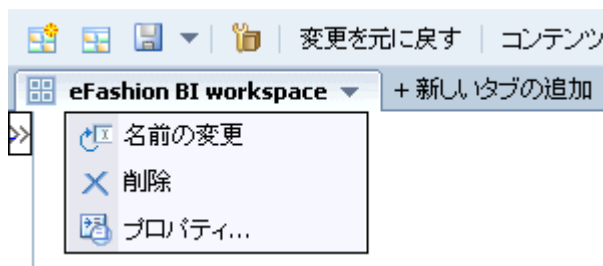 変更を元に戻す コンテンツ
eFashion BI workspace + 新しいタブの追加
名前の変更
削除
プロパティ...